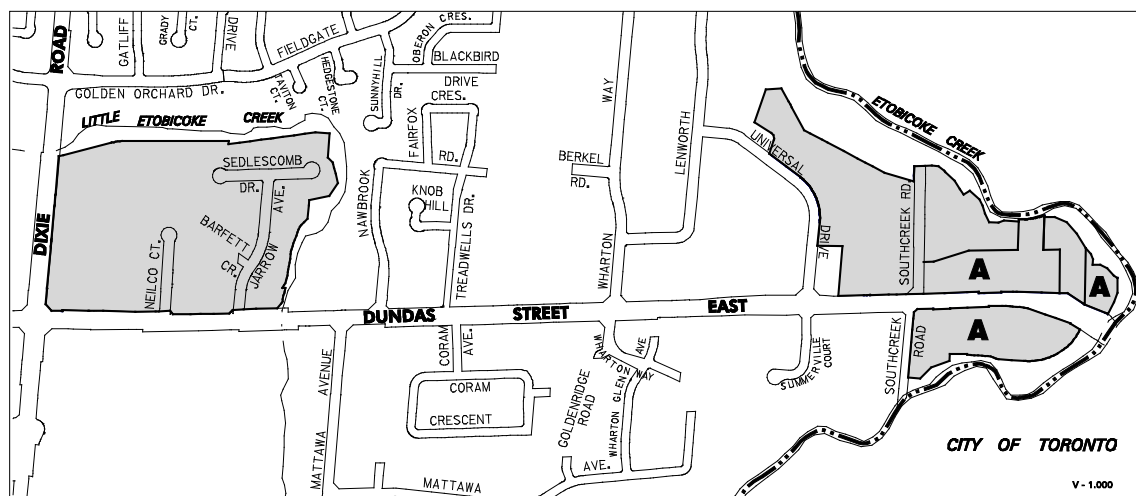 ROAD
GATLIFF
GRADY
CT.
DRIVE
FIELDGATE
OBERON CRES.
BLACKBIRD
DRIVE
GOLDEN ORCHARD DR.
TAVITON
CT.
HEDGESTONE
CT.
SUNNYHILL
DR.
CRES.
FAIRFOX
RD.
LITTLE ETOBICOKE CREEK
SEDLESCOMB
DR.
AVE.
BARFETT
CR.
JARROW
NEILCO CT.
DIXIE
NAWBROOK
KNOB
HILL
TREADWELLS DR.
BERKEL
RD.
WAY
WHARTON
LENWORTH
UNIVERSAL
DRIVE
ETOBICOKE CREEK
SOUTHCREEK RD
A
A
A
DUNDAS STREET EAST
MATTAWA AVENUE
CORAM
AVE.
CORAM
CRESCENT
WHARTON WAY
AVE
GOLDENRIDGE
ROAD
WHARTON GLEN
AVE.
MATTAWA
SUMMERVILLE
COURT
SOUTHCREEK
ROAD
CITY OF TORONTO
V - 1.000